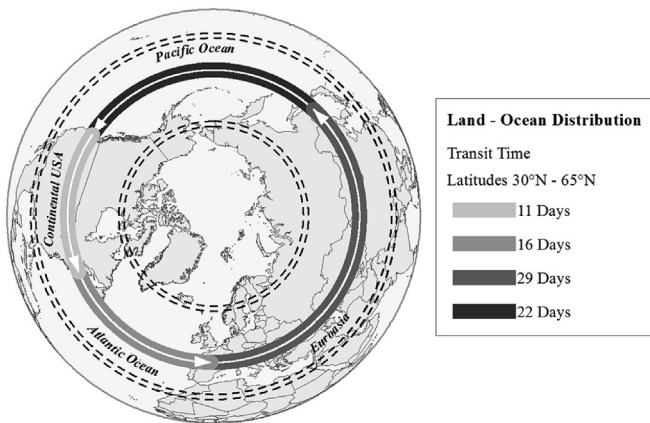 Pacific Ocean
Continental USA
Atlantic Ocean
Eurasia
Land - Ocean Distribution
Transit Time
Latitudes 30°N - 65°N
11 Days
16 Days
29 Days
22 Days